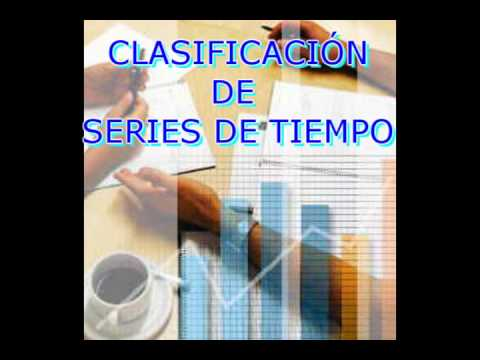 CLASIFICACIÓN
DE
SERIES DE TIEMPO